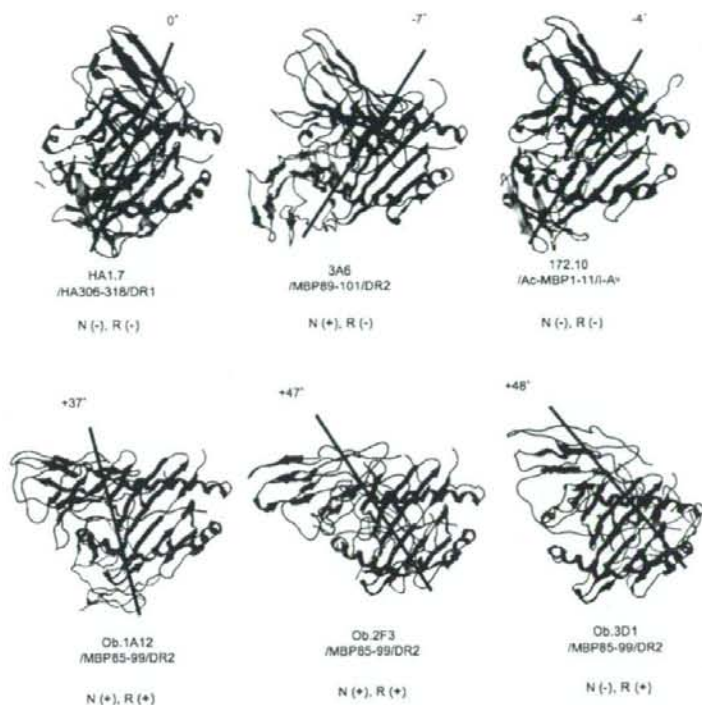 0°
-7°
-4°
HA1.7
/HA306-318/DR1
N (-), R (-)
3A6
/MBP89-101/DR2
N (+), R (-)
172.10
/Ac-MBP1-11/I-Aᵘ
N (-), R (-)
+37°
+47°
+48°
Ob.1A12
/MBP85-99/DR2
N (+), R (+)
Ob.2F3
/MBP85-99/DR2
N (+), R (+)
Ob.3D1
/MBP85-99/DR2
N (-), R (+)